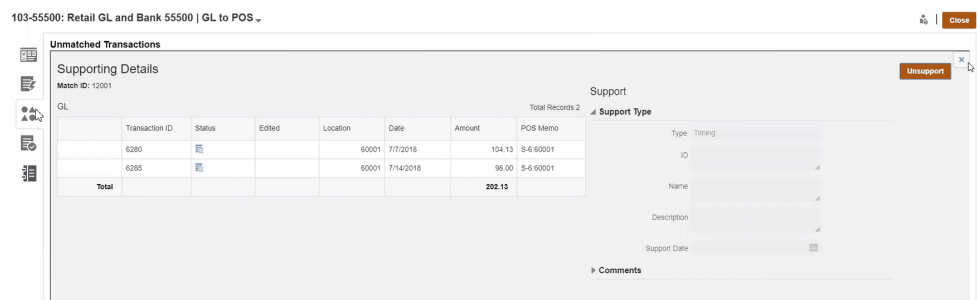 103-55500: Retail GL and Bank 55500 | GL to POS
Close
Unmatched Transactions
Supporting Details
Unsupport
Match ID: 12001
Support
GL
Total Records:2
Support Type
Transaction ID Status Edited Location Date Amount POS Memo
Type Timing
6280 60001 7/7/2018 104.13 S-6:60001
ID
6285 60001 7/14/2018 98.00 S-6:60001
Total 202.13
Name
Description
Support Date
Comments